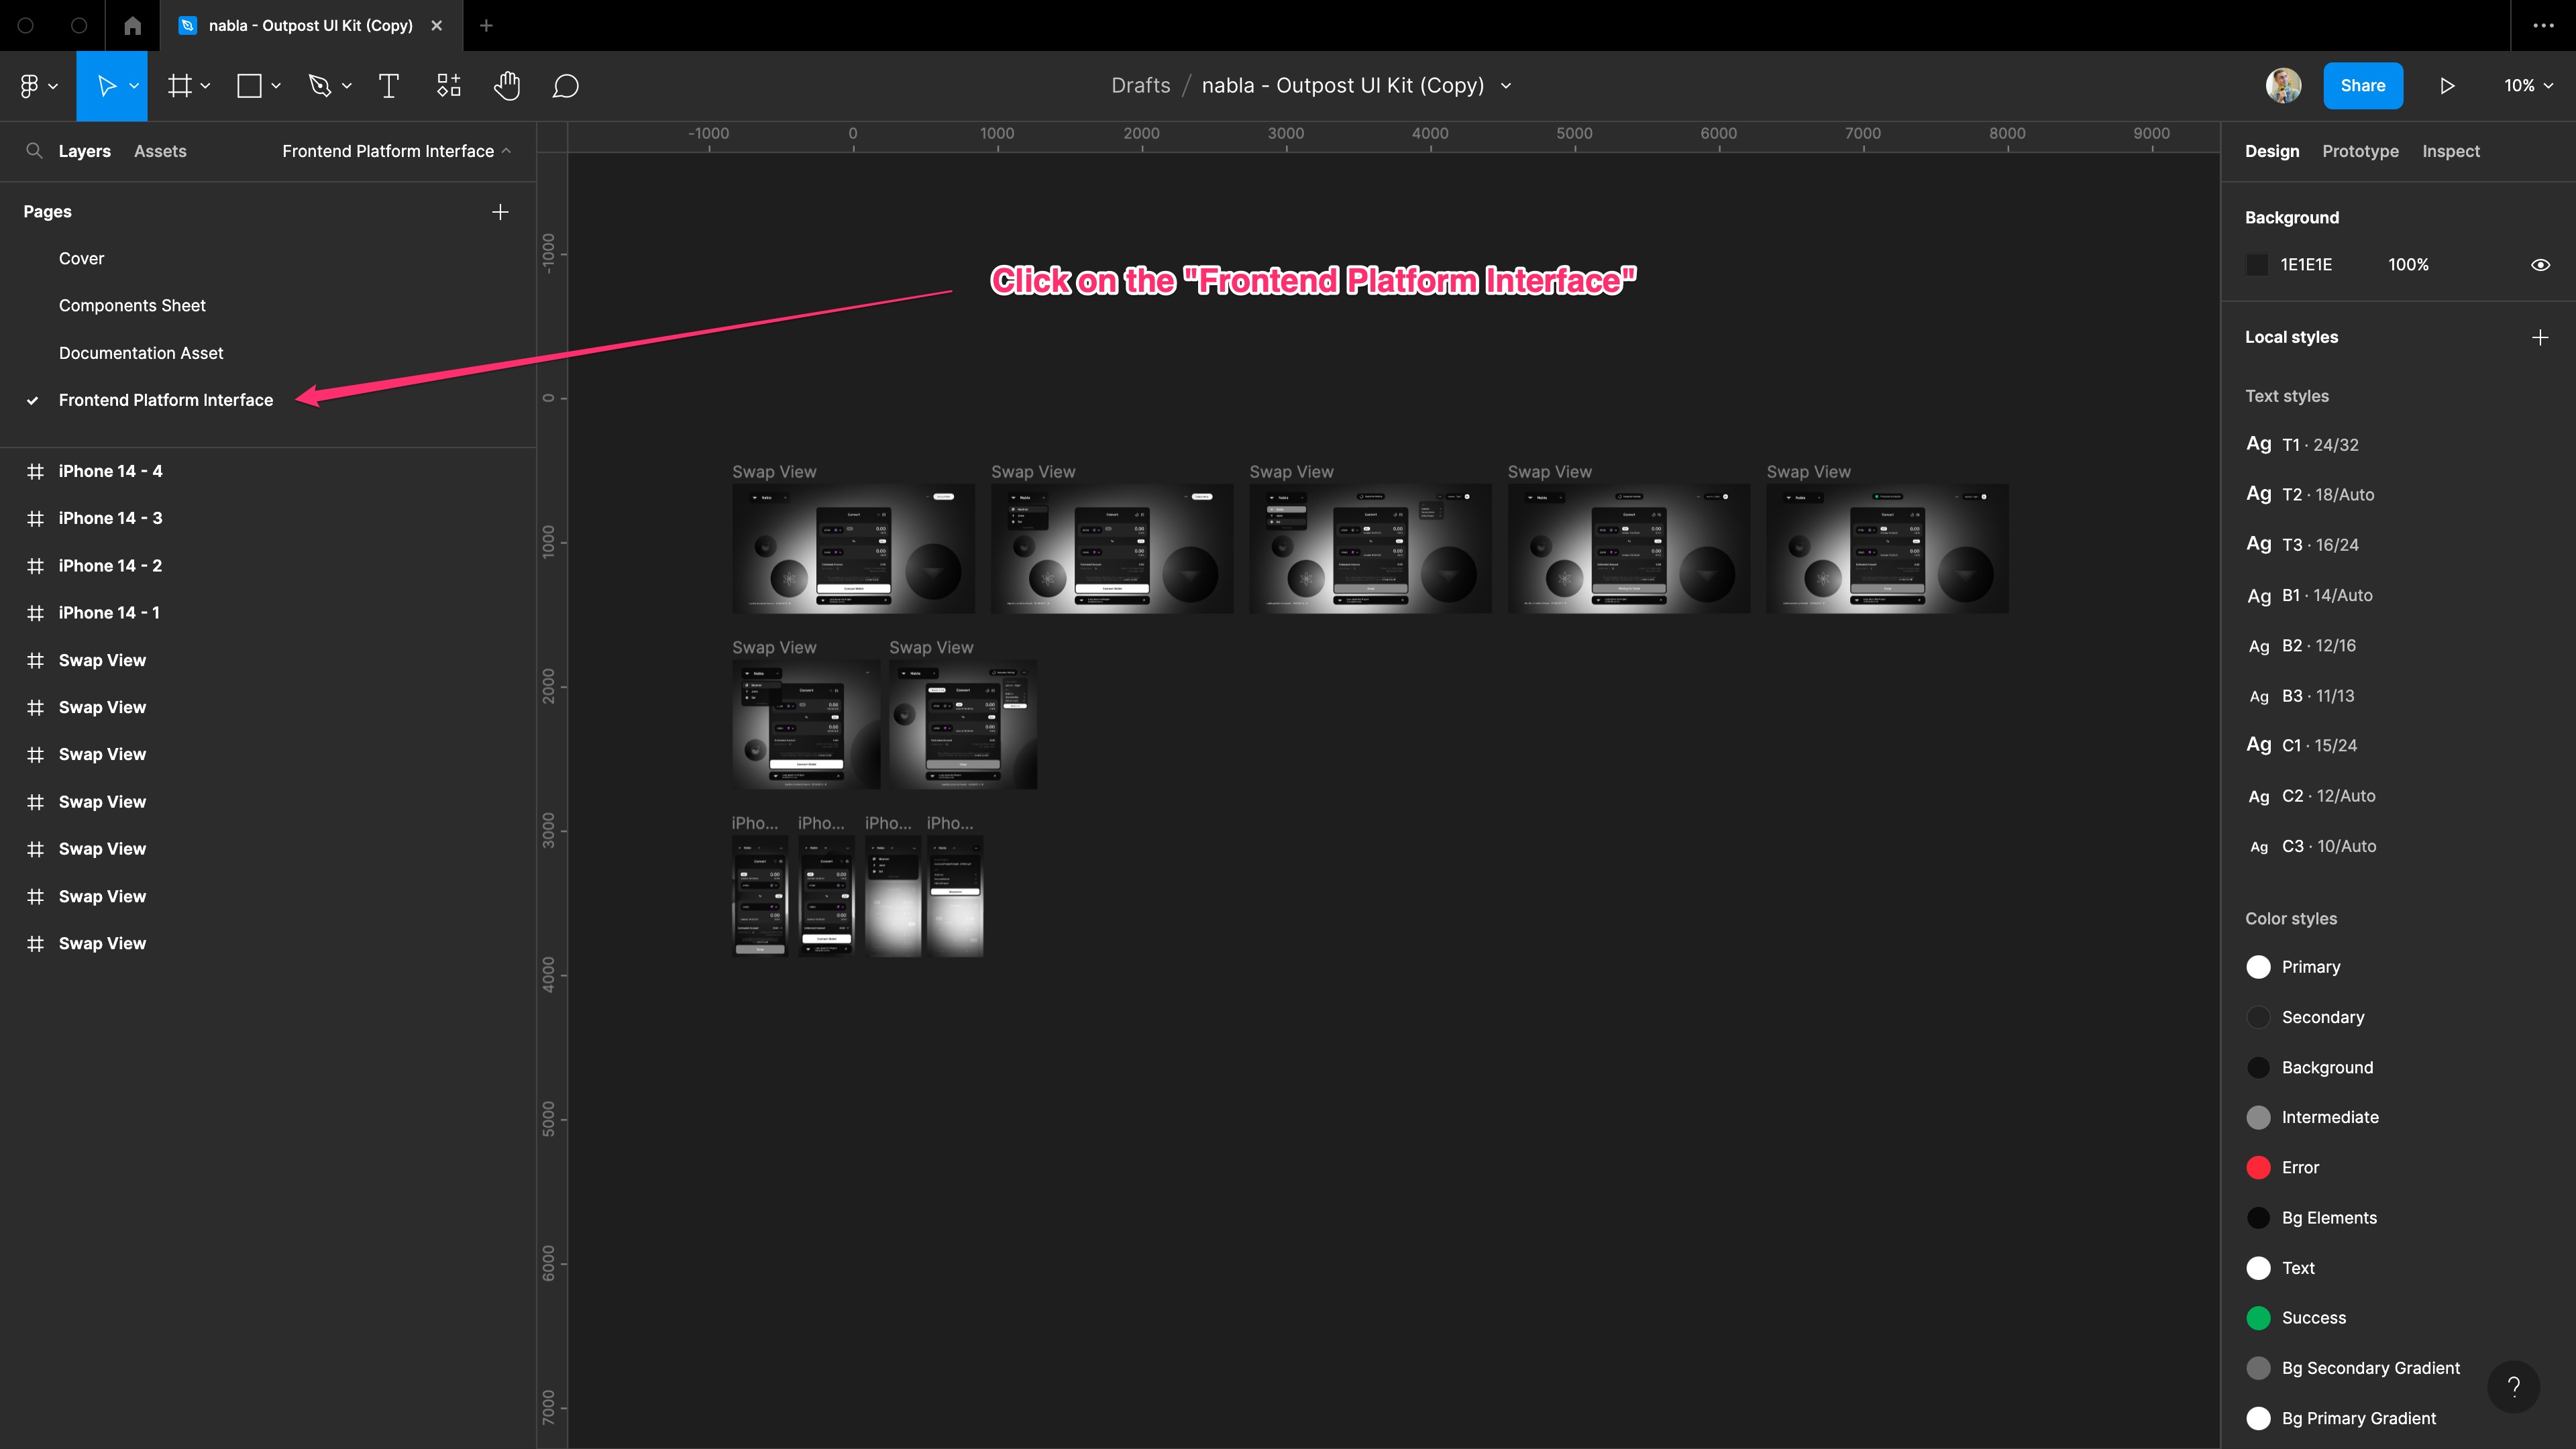 nabla - Outpost UI Kit (Copy)
Drafts / nabla - Outpost UI Kit (Copy)
Share
10%
Layers
Assets
Frontend Platform Interface
Pages
Cover
Components Sheet
Documentation Asset
Frontend Platform Interface
iPhone 14 - 4
iPhone 14 - 3
iPhone 14 - 2
iPhone 14 - 1
Swap View
Swap View
Swap View
Swap View
Swap View
Swap View
Swap View
-1000 0 1000 2000 3000 4000 5000 6000 7000 8000 9000
-1000
0
1000
2000
3000
4000
5000
6000
7000
Click on the "Frontend Platform Interface"
Swap View Swap View Swap View Swap View Swap View
Swap View Swap View
iPho... iPho... iPho... iPho...
Design Prototype Inspect
Background
1E1E1E 100%
Local styles
Text styles
Ag T1 · 24/32
Ag T2 · 18/Auto
Ag T3 · 16/24
Ag B1 · 14/Auto
Ag B2 · 12/16
Ag B3 · 11/13
Ag C1 · 15/24
Ag C2 · 12/Auto
Ag C3 · 10/Auto
Color styles
Primary
Secondary
Background
Intermediate
Error
Bg Elements
Text
Success
Bg Secondary Gradient
Bg Primary Gradient
?